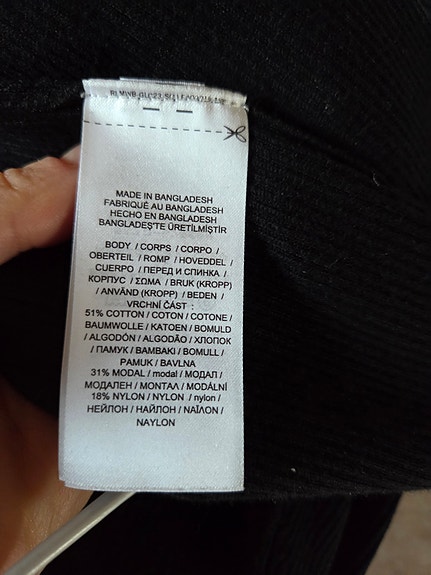 MADE IN BANGLADESH
FABRIQUÉ AU BANGLADESH
HECHO EN BANGLADESH
BANGLADEŞ'TE ÜRETİLMİŞTİR
BODY / CORPS / CORPO /
OBERTEIL / ROMP / HOVEDDEL /
CUERPO / ПЕРЕД И СПИНКА /
КОРПУС / ΣΩΜΑ / BRUK (KROPP)
/ ANVÄND (KROPP) / BEDEN /
VRCHNÍ ČÁST :
51% COTTON / COTON / COTONE /
BAUMWOLLE / KATOEN / BOMULD
/ ALGODÓN / ALGODÃO / ХЛОПОК
/ ПАМУК / BAMBAKI / BOMULL /
PAMUK / BAVLNA
31% MODAL / modal / МОДАЛ /
МОДАЛЕН / ΜΟΝΤΑΛ / MODÁLNÍ
18% NYLON / NYLON / nylon /
НЕЙЛОН / НАЙЛОН / ΝΑΪΛΟΝ /
NAYLON